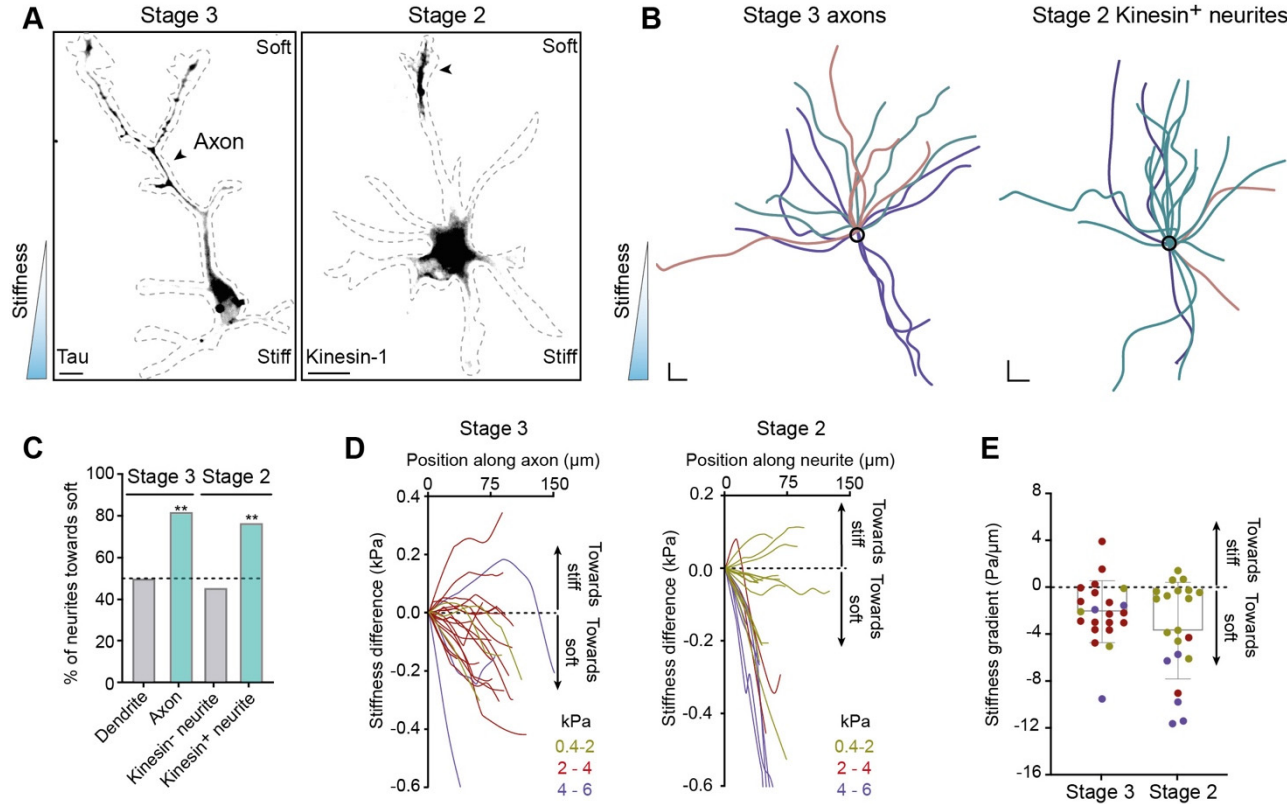 A
Stage 3
Stage 2
Soft
Soft
Axon
Stiffness
Tau
Stiff
Kinesin-1
Stiff
B
Stage 3 axons
Stage 2 Kinesin⁺ neurites
Stiffness
C
Stage 3 Stage 2
% of neurites towards soft
100
80
60
40
20
0
**
**
Dendrite
Axon
Kinesin⁻ neurite
Kinesin⁺ neurite
D
Stage 3
Position along axon (µm)
0 75 150
Stiffness difference (kPa)
0.4
0.2
0.0
-0.2
-0.4
-0.6
Towards
stiff
Towards
soft
kPa
0.4-2
2 - 4
4 - 6
Stage 2
Position along neurite (µm)
0 75 150
Stiffness difference (kPa)
0.2
0.0
-0.2
-0.4
-0.6
Towards
stiff
Towards
soft
kPa
0.4-2
2 - 4
4 - 6
E
Stiffness gradient (Pa/µm)
8
4
0
-4
-8
-12
-16
Towards
stiff
Towards
soft
Stage 3 Stage 2